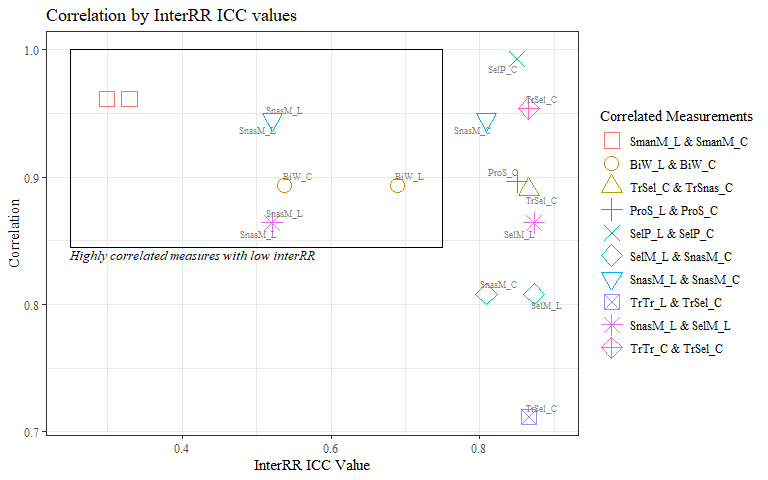 Correlation by InterRR ICC values
1.0
0.9
0.8
0.7
Correlation
SelP_C
TrSel_C
SnasM_L
SnasM_L
SnasM_C
ProS_C
BiW_C
BiW_L
TrSel_C
SnasM_L
SnasM_L
SelM_L
Highly correlated measures with low interRR
SnasM_C
SelM_L
TrSel_C
0.4
0.6
0.8
InterRR ICC Value
Correlated Measurements
SmanM_L & SmanM_C
BiW_L & BiW_C
TrSel_C & TrSnas_C
ProS_L & ProS_C
SelP_L & SelP_C
SelM_L & SnasM_C
SnasM_L & SnasM_C
TrTr_L & TrSel_C
SnasM_L & SelM_L
TrTr_C & TrSel_C